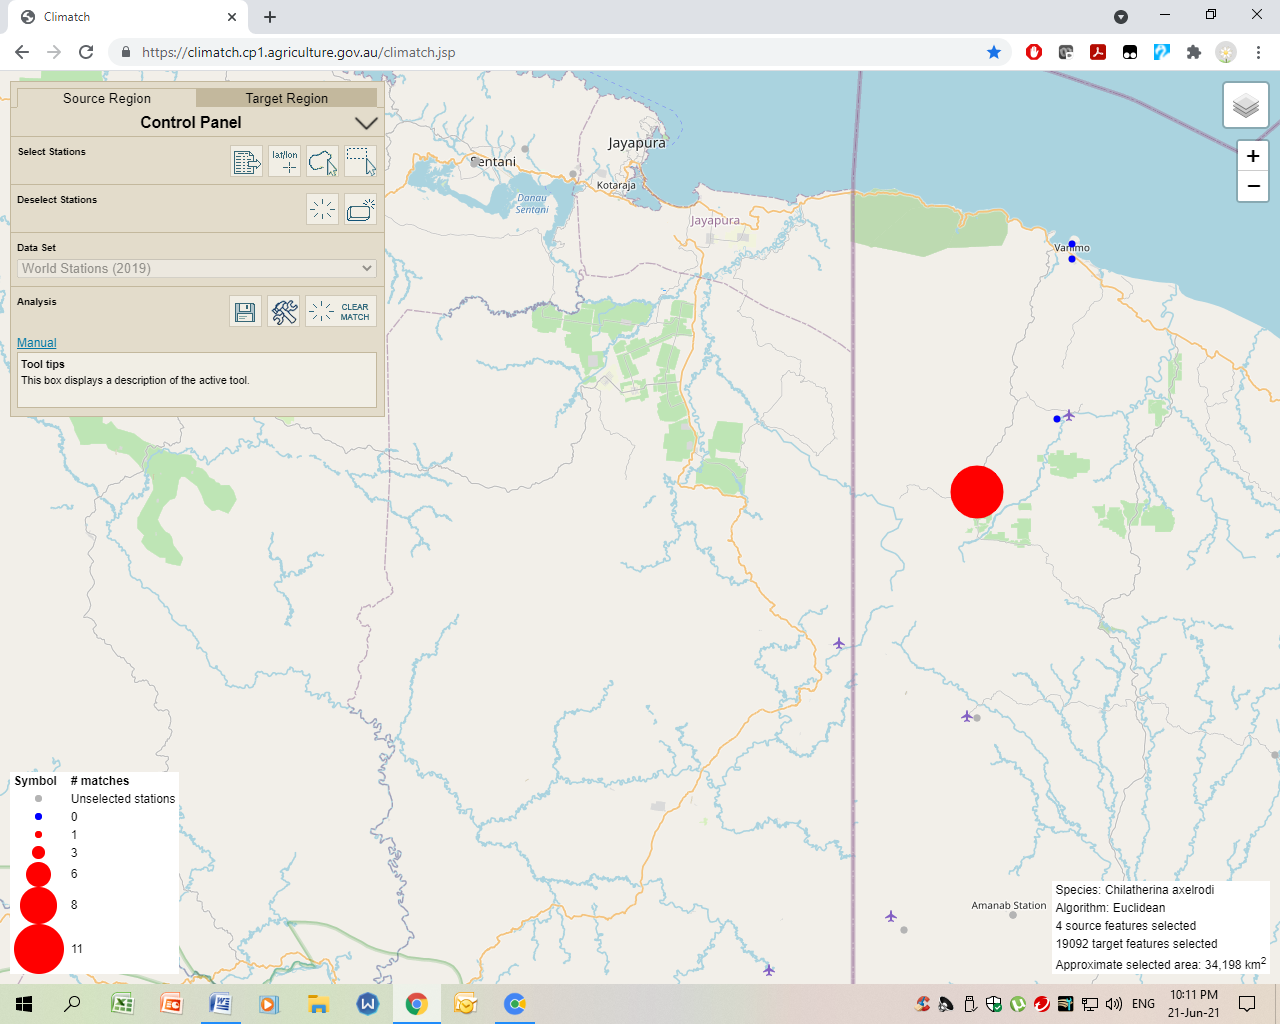 Climatch
https://climatch.cp1.agriculture.gov.au/climatch.jsp
Source Region
Target Region
Control Panel
Select Stations
lat/lon
Deselect Stations
Data Set
World Stations (2019)
Analysis
CLEAR
MATCH
Manual
Tool tips
This box displays a description of the active tool.
Jayapura
Sentani
Kotaraja
Danau
Sentani
Jayapura
Vanimo
+
−
Amanab Station
Symbol # matches
Unselected stations
0
1
3
6
8
11
Species: Chilatherina axelrodi
Algorithm: Euclidean
4 source features selected
19092 target features selected
Approximate selected area: 34,198 km²
ENG
10:11 PM
21-Jun-21